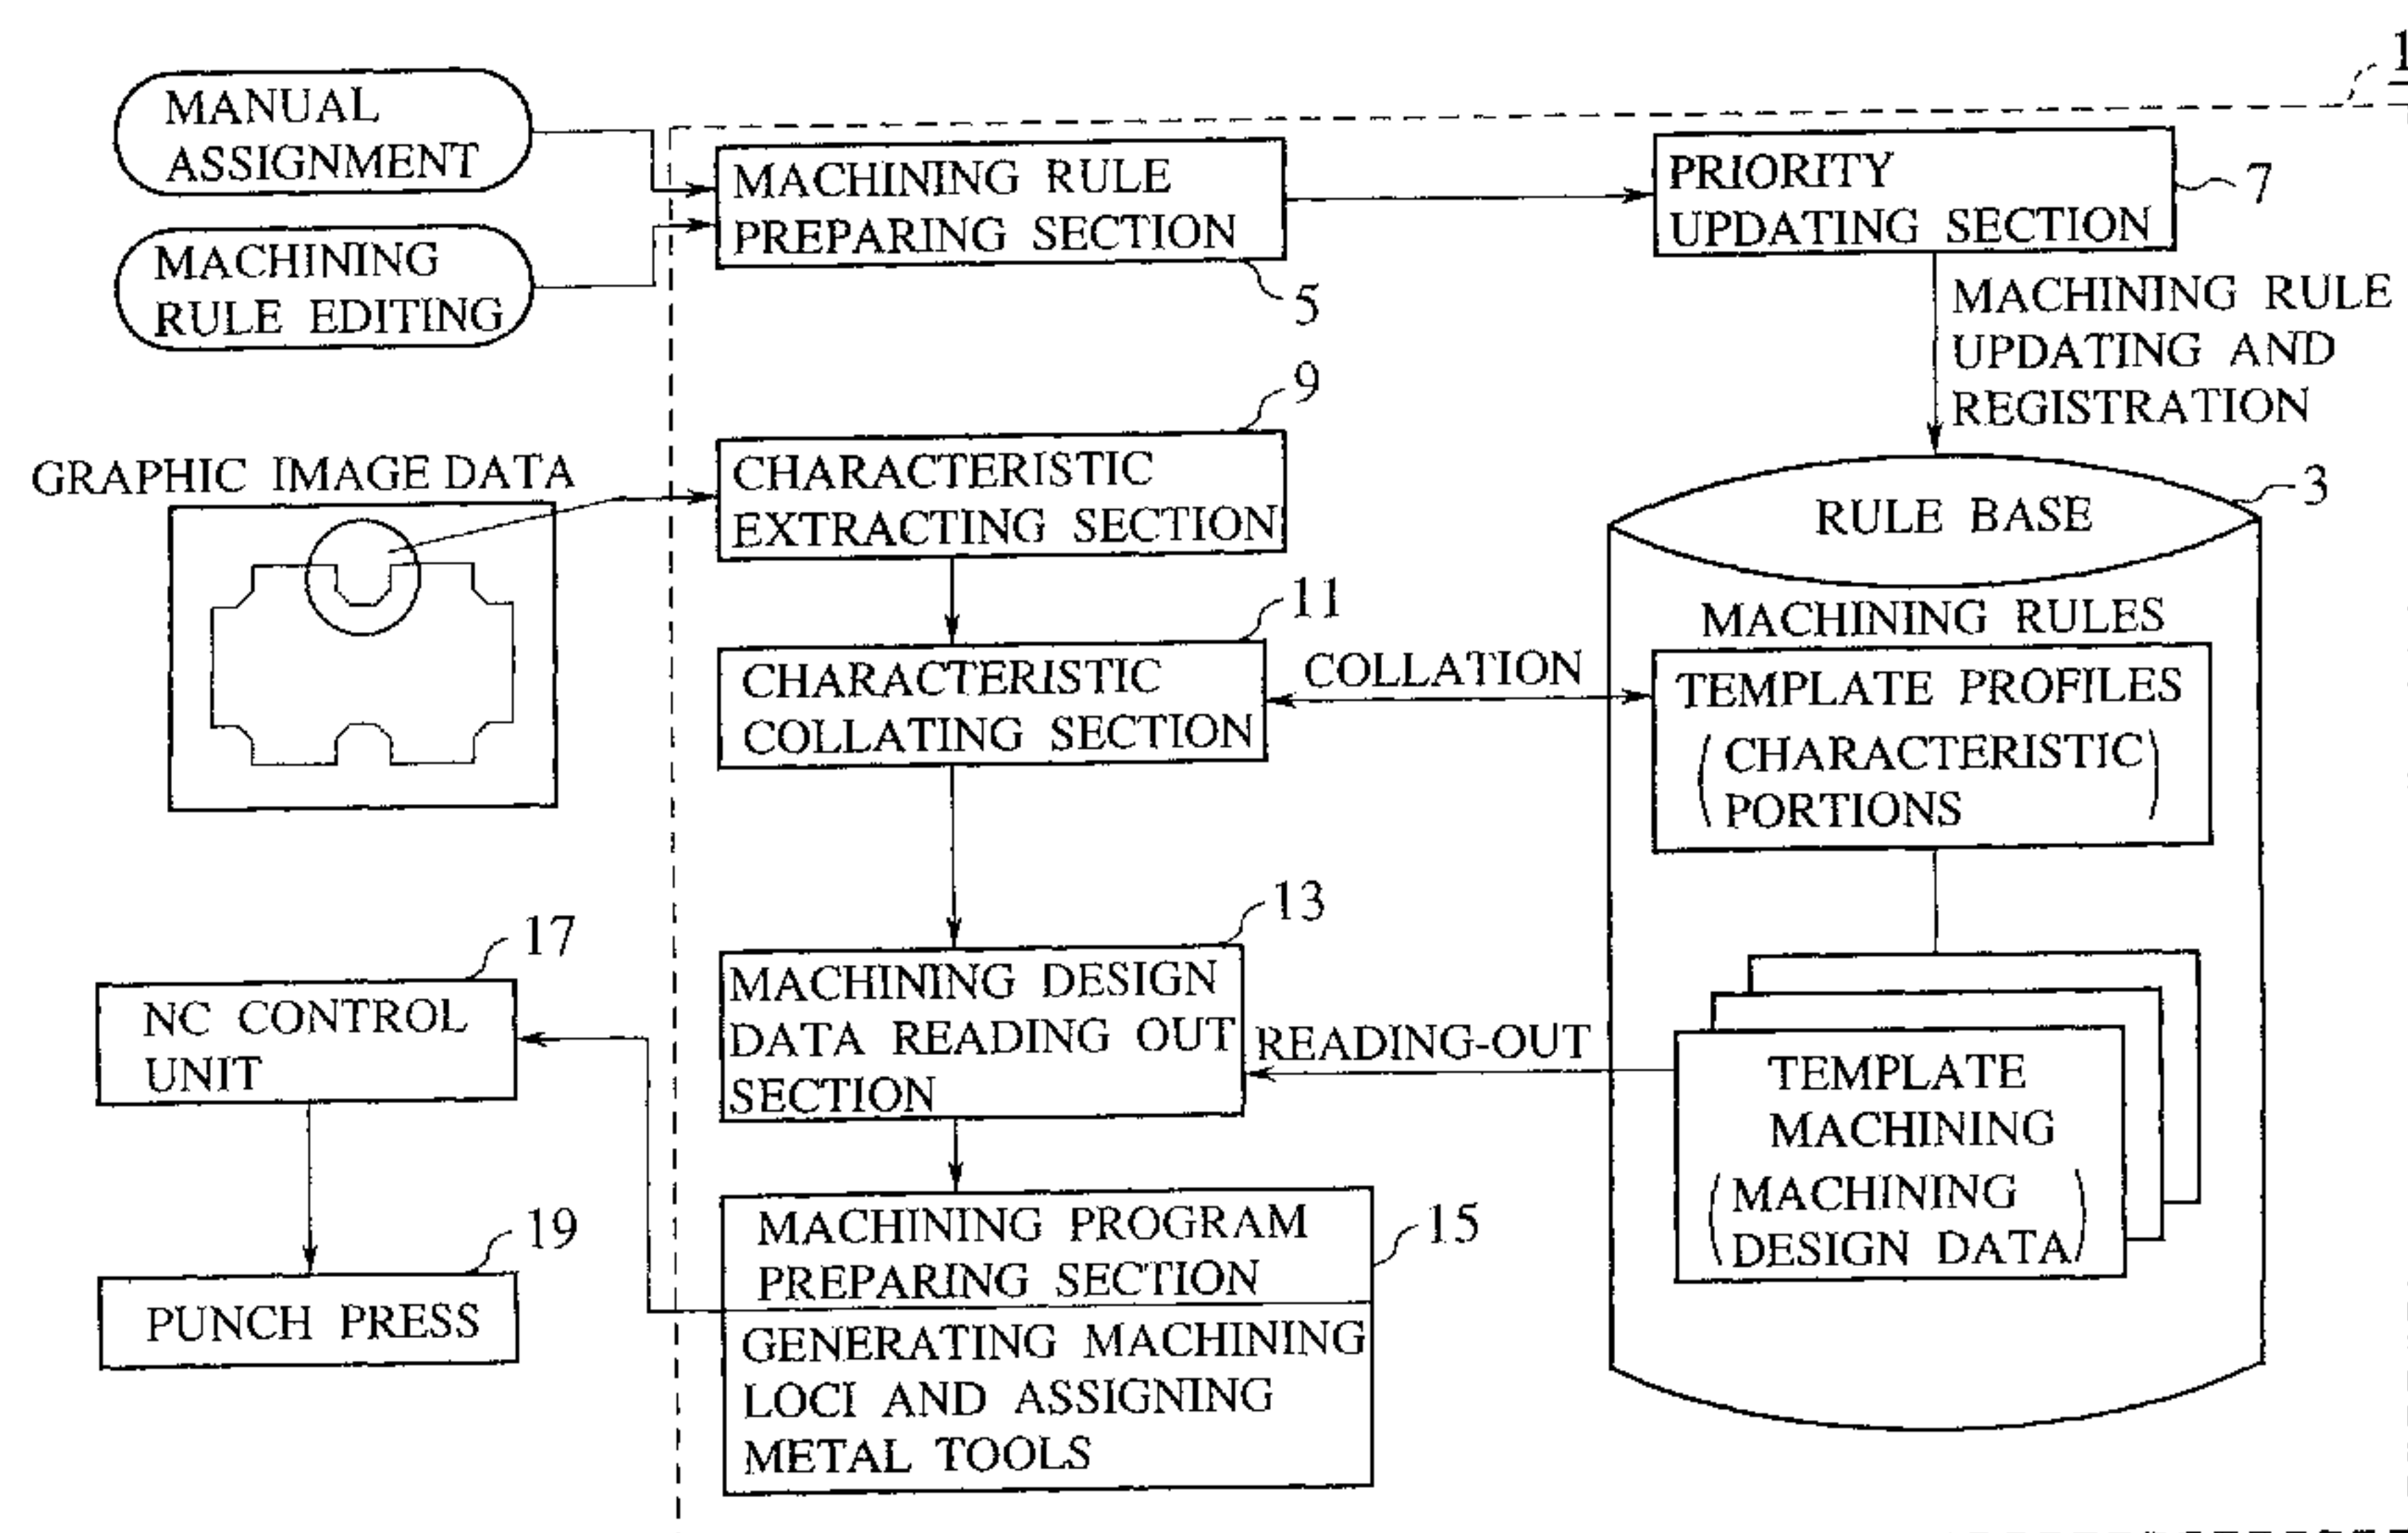 1
MANUAL
ASSIGNMENT
MACHINING RULE
PREPARING SECTION
5
PRIORITY
UPDATING SECTION
7
MACHINING
RULE EDITING
MACHINING RULE
UPDATING AND
REGISTRATION
9
GRAPHIC IMAGE DATA
CHARACTERISTIC
EXTRACTING SECTION
3
RULE BASE
MACHINING RULES
11
CHARACTERISTIC
COLLATING SECTION
COLLATION
TEMPLATE PROFILES
(CHARACTERISTIC
PORTIONS)
13
MACHINING DESIGN
DATA READING OUT
SECTION
READING-OUT
TEMPLATE
MACHINING
(MACHINING
DESIGN DATA)
17
NC CONTROL
UNIT
15
MACHINING PROGRAM
PREPARING SECTION
GENERATING MACHINING
LOCI AND ASSIGNING
METAL TOOLS
19
PUNCH PRESS